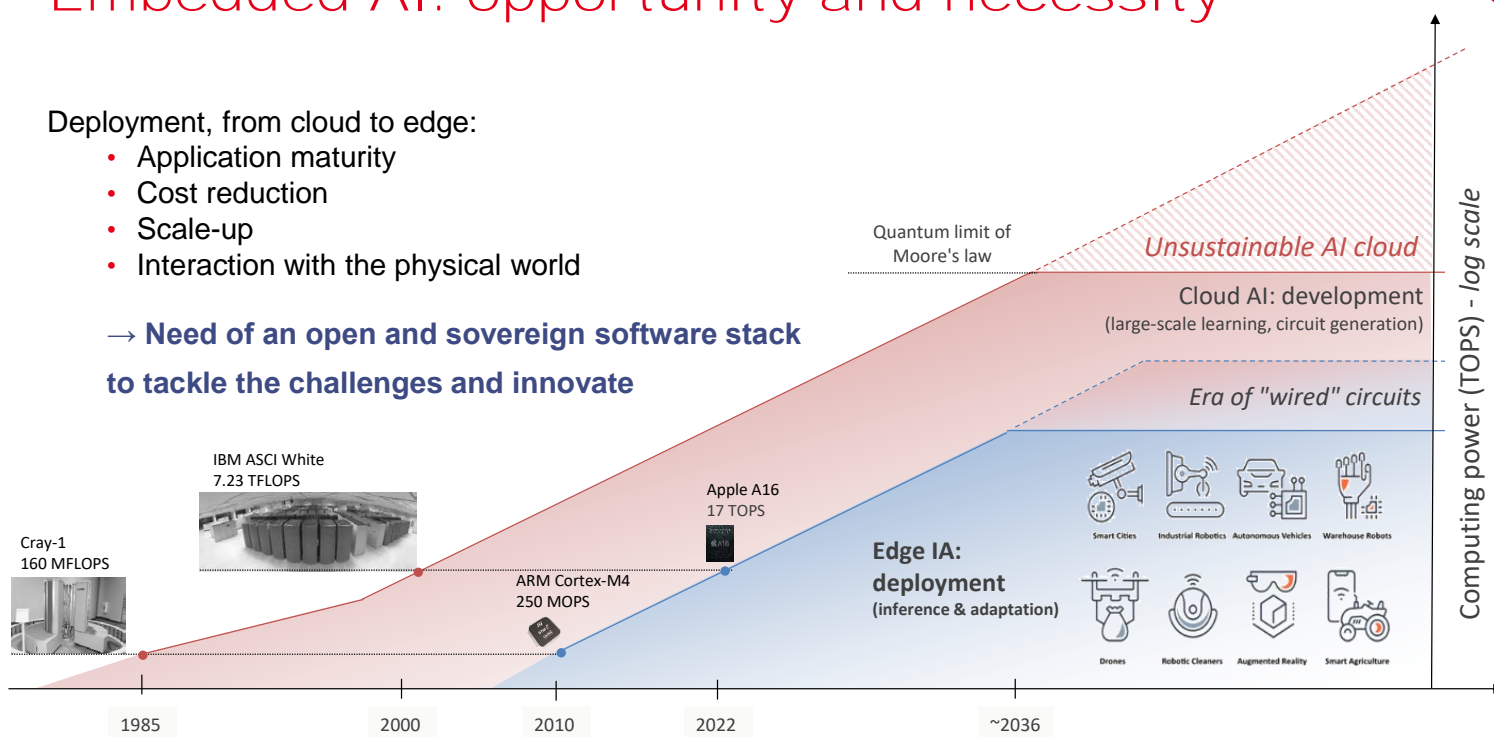 Embedded AI: opportunity and necessity
Deployment, from cloud to edge:
• Application maturity
• Cost reduction
• Scale-up
• Interaction with the physical world
→ Need of an open and sovereign software stack
to tackle the challenges and innovate
Quantum limit of
Moore's law
Unsustainable AI cloud
Cloud AI: development
(large-scale learning, circuit generation)
Era of "wired" circuits
Computing power (TOPS) - log scale
IBM ASCI White
7.23 TFLOPS
Apple A16
17 TOPS
A16
Cray-1
160 MFLOPS
ARM Cortex-M4
250 MOPS
Edge IA:
deployment
(inference & adaptation)
Smart Cities
Industrial Robotics
Autonomous Vehicles
Warehouse Robots
Drones
Robotic Cleaners
Augmented Reality
Smart Agriculture
1985
2000
2010
2022
~2036